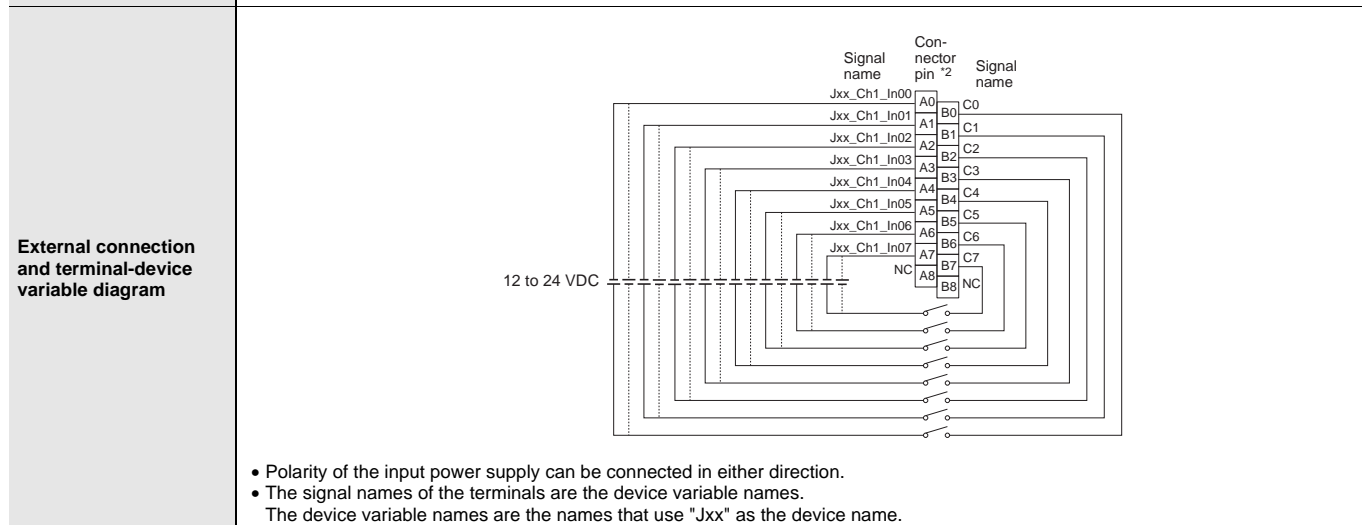 External connection
and terminal-device
variable diagram
Signal
name
Con-
nector
pin *2
Signal
name
Jxx_Ch1_In00 A0 B0 C0
Jxx_Ch1_In01 A1 B1 C1
Jxx_Ch1_In02 A2 B2 C2
Jxx_Ch1_In03 A3 B3 C3
Jxx_Ch1_In04 A4 B4 C4
Jxx_Ch1_In05 A5 B5 C5
Jxx_Ch1_In06 A6 B6 C6
Jxx_Ch1_In07 A7 B7 C7
NC A8 B8 NC
12 to 24 VDC
• Polarity of the input power supply can be connected in either direction.
• The signal names of the terminals are the device variable names.
The device variable names are the names that use "Jxx" as the device name.